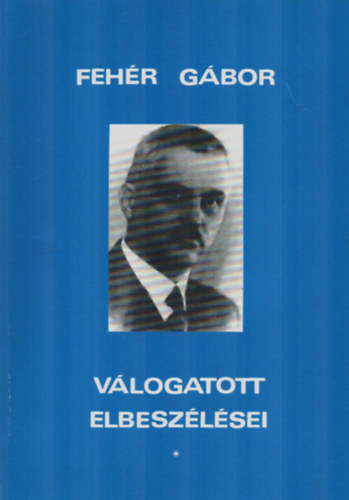 FEHÉR GÁBOR
VÁLOGATOTT
ELBESZÉLÉSEI
*